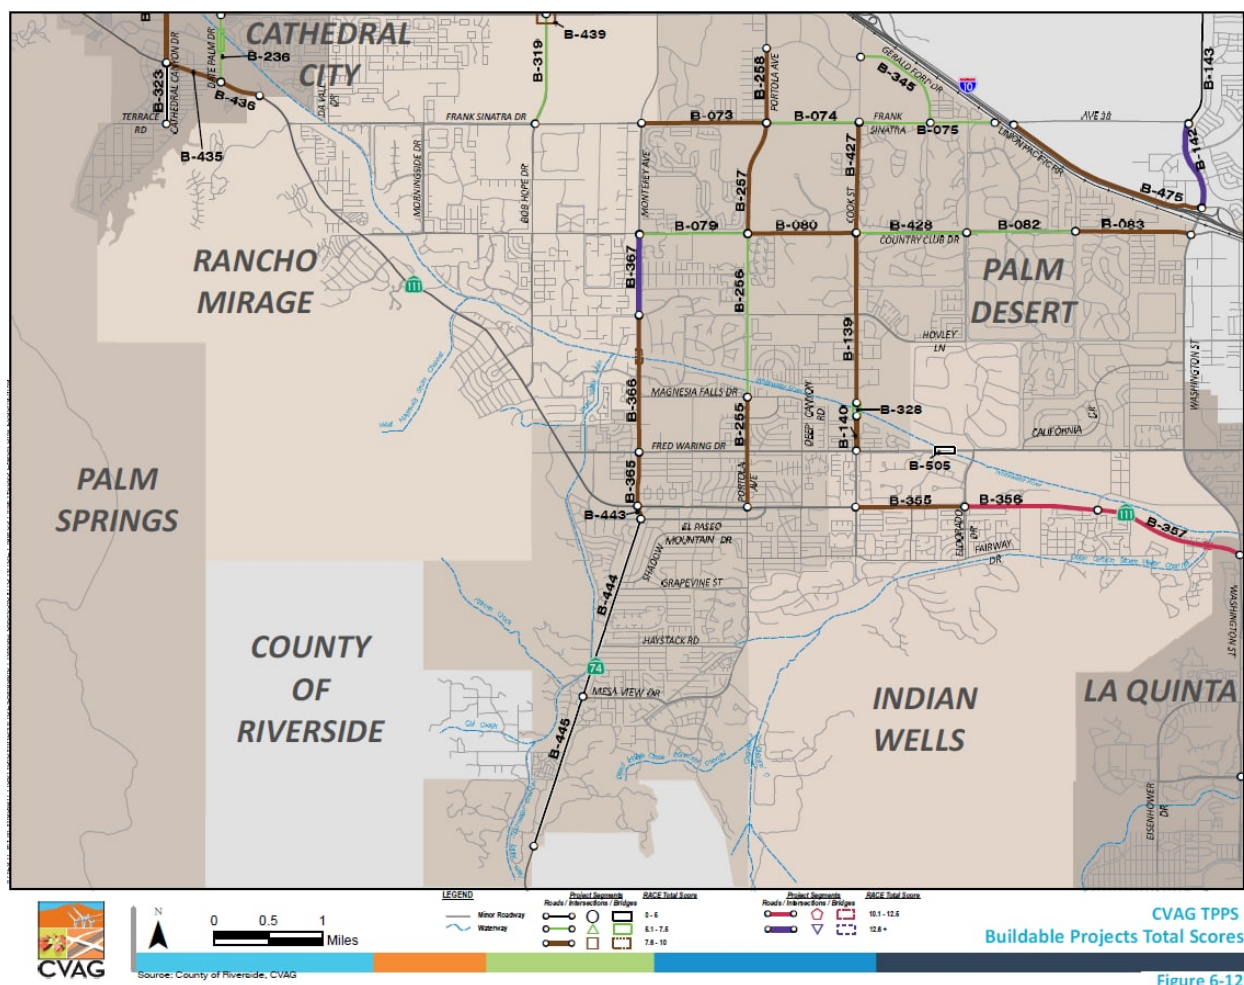 CATHEDRAL
CITY
B-439
B-319
B-236
DATE PALM DR
CATHEDRAL CANYON DR
B-323
B-436
B-435
TERRACE
RD
DA VALL
DR
FRANK SINATRA DR
B-073
B-074
FRANK
SINATRA
B-075
B-258
PORTOLA AVE
GERALD FORD DR
B-345
10
UNION PACIFIC RR
AVE 38
B-143
B-142
B-475
MORNINGSIDE DR
BOB HOPE DR
MONTEREY AVE
B-257
B-427
COOK ST
B-079
B-080
B-428
COUNTRY CLUB DR
B-082
B-083
RANCHO
MIRAGE
111
B-367
B-256
B-139
PALM
DESERT
HOVLEY
LN
WASHINGTON ST
B-366
MAGNESIA FALLS DR
B-255
DEEP CANYON
RD
B-140
B-328
CALIFORNIA
DR
FRED WARING DR
B-505
B-365
PORTOLA
AVE
PALM
SPRINGS
B-443
B-355
B-356
111
B-357
EL PASEO
MOUNTAIN DR
SHADOW
ELDORADO
DR
FAIRWAY
DR
B-444
GRAPEVINE ST
HAYSTACK RD
WASHINGTON ST
COUNTY
OF
RIVERSIDE
74
MESA VIEW DR
B-445
INDIAN
WELLS
LA QUINTA
EISENHOWER
DR
CVAG
N
0 0.5 1
Miles
Source: County of Riverside, CVAG
LEGEND
Minor Roadway
Waterway
Project Segments
Roads / Intersections / Bridges
RACE Total Score
0 - 5
5.1 - 7.5
7.6 - 10
Project Segments
Roads / Intersections / Bridges
RACE Total Score
10.1 - 12.5
12.6 +
CVAG TPPS
Buildable Projects Total Scores
Figure 6-12